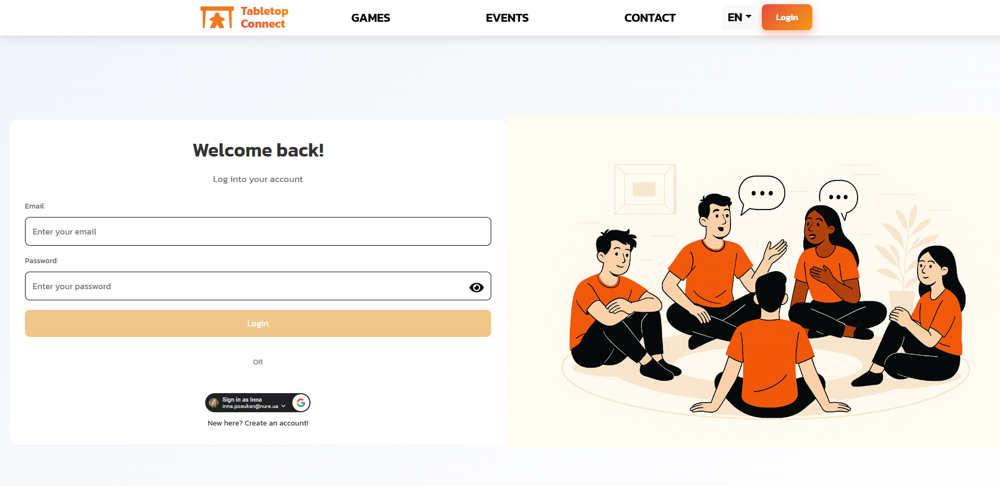 Tabletop
Connect
GAMES
EVENTS
CONTACT
EN
Login
Welcome back!
Log into your account
Email:
Enter your email
Password:
Enter your password
Login
OR
Sign in as Інна
inna.posukan@nure.ua
New here? Create an account!